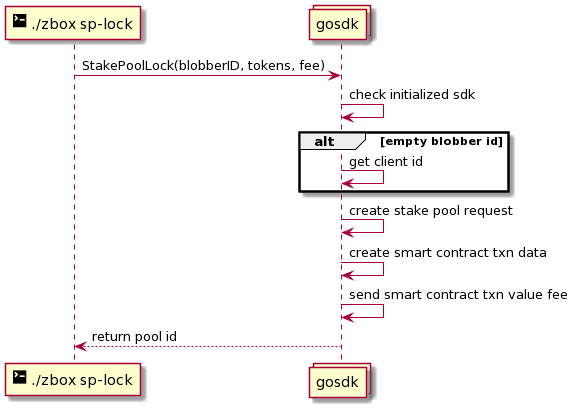 ./zbox sp-lock
gosdk
StakePoolLock(blobberID, tokens, fee)
check initialized sdk
alt [empty blobber id]
get client id
create stake pool request
create smart contract txn data
send smart contract txn value fee
return pool id
./zbox sp-lock
gosdk